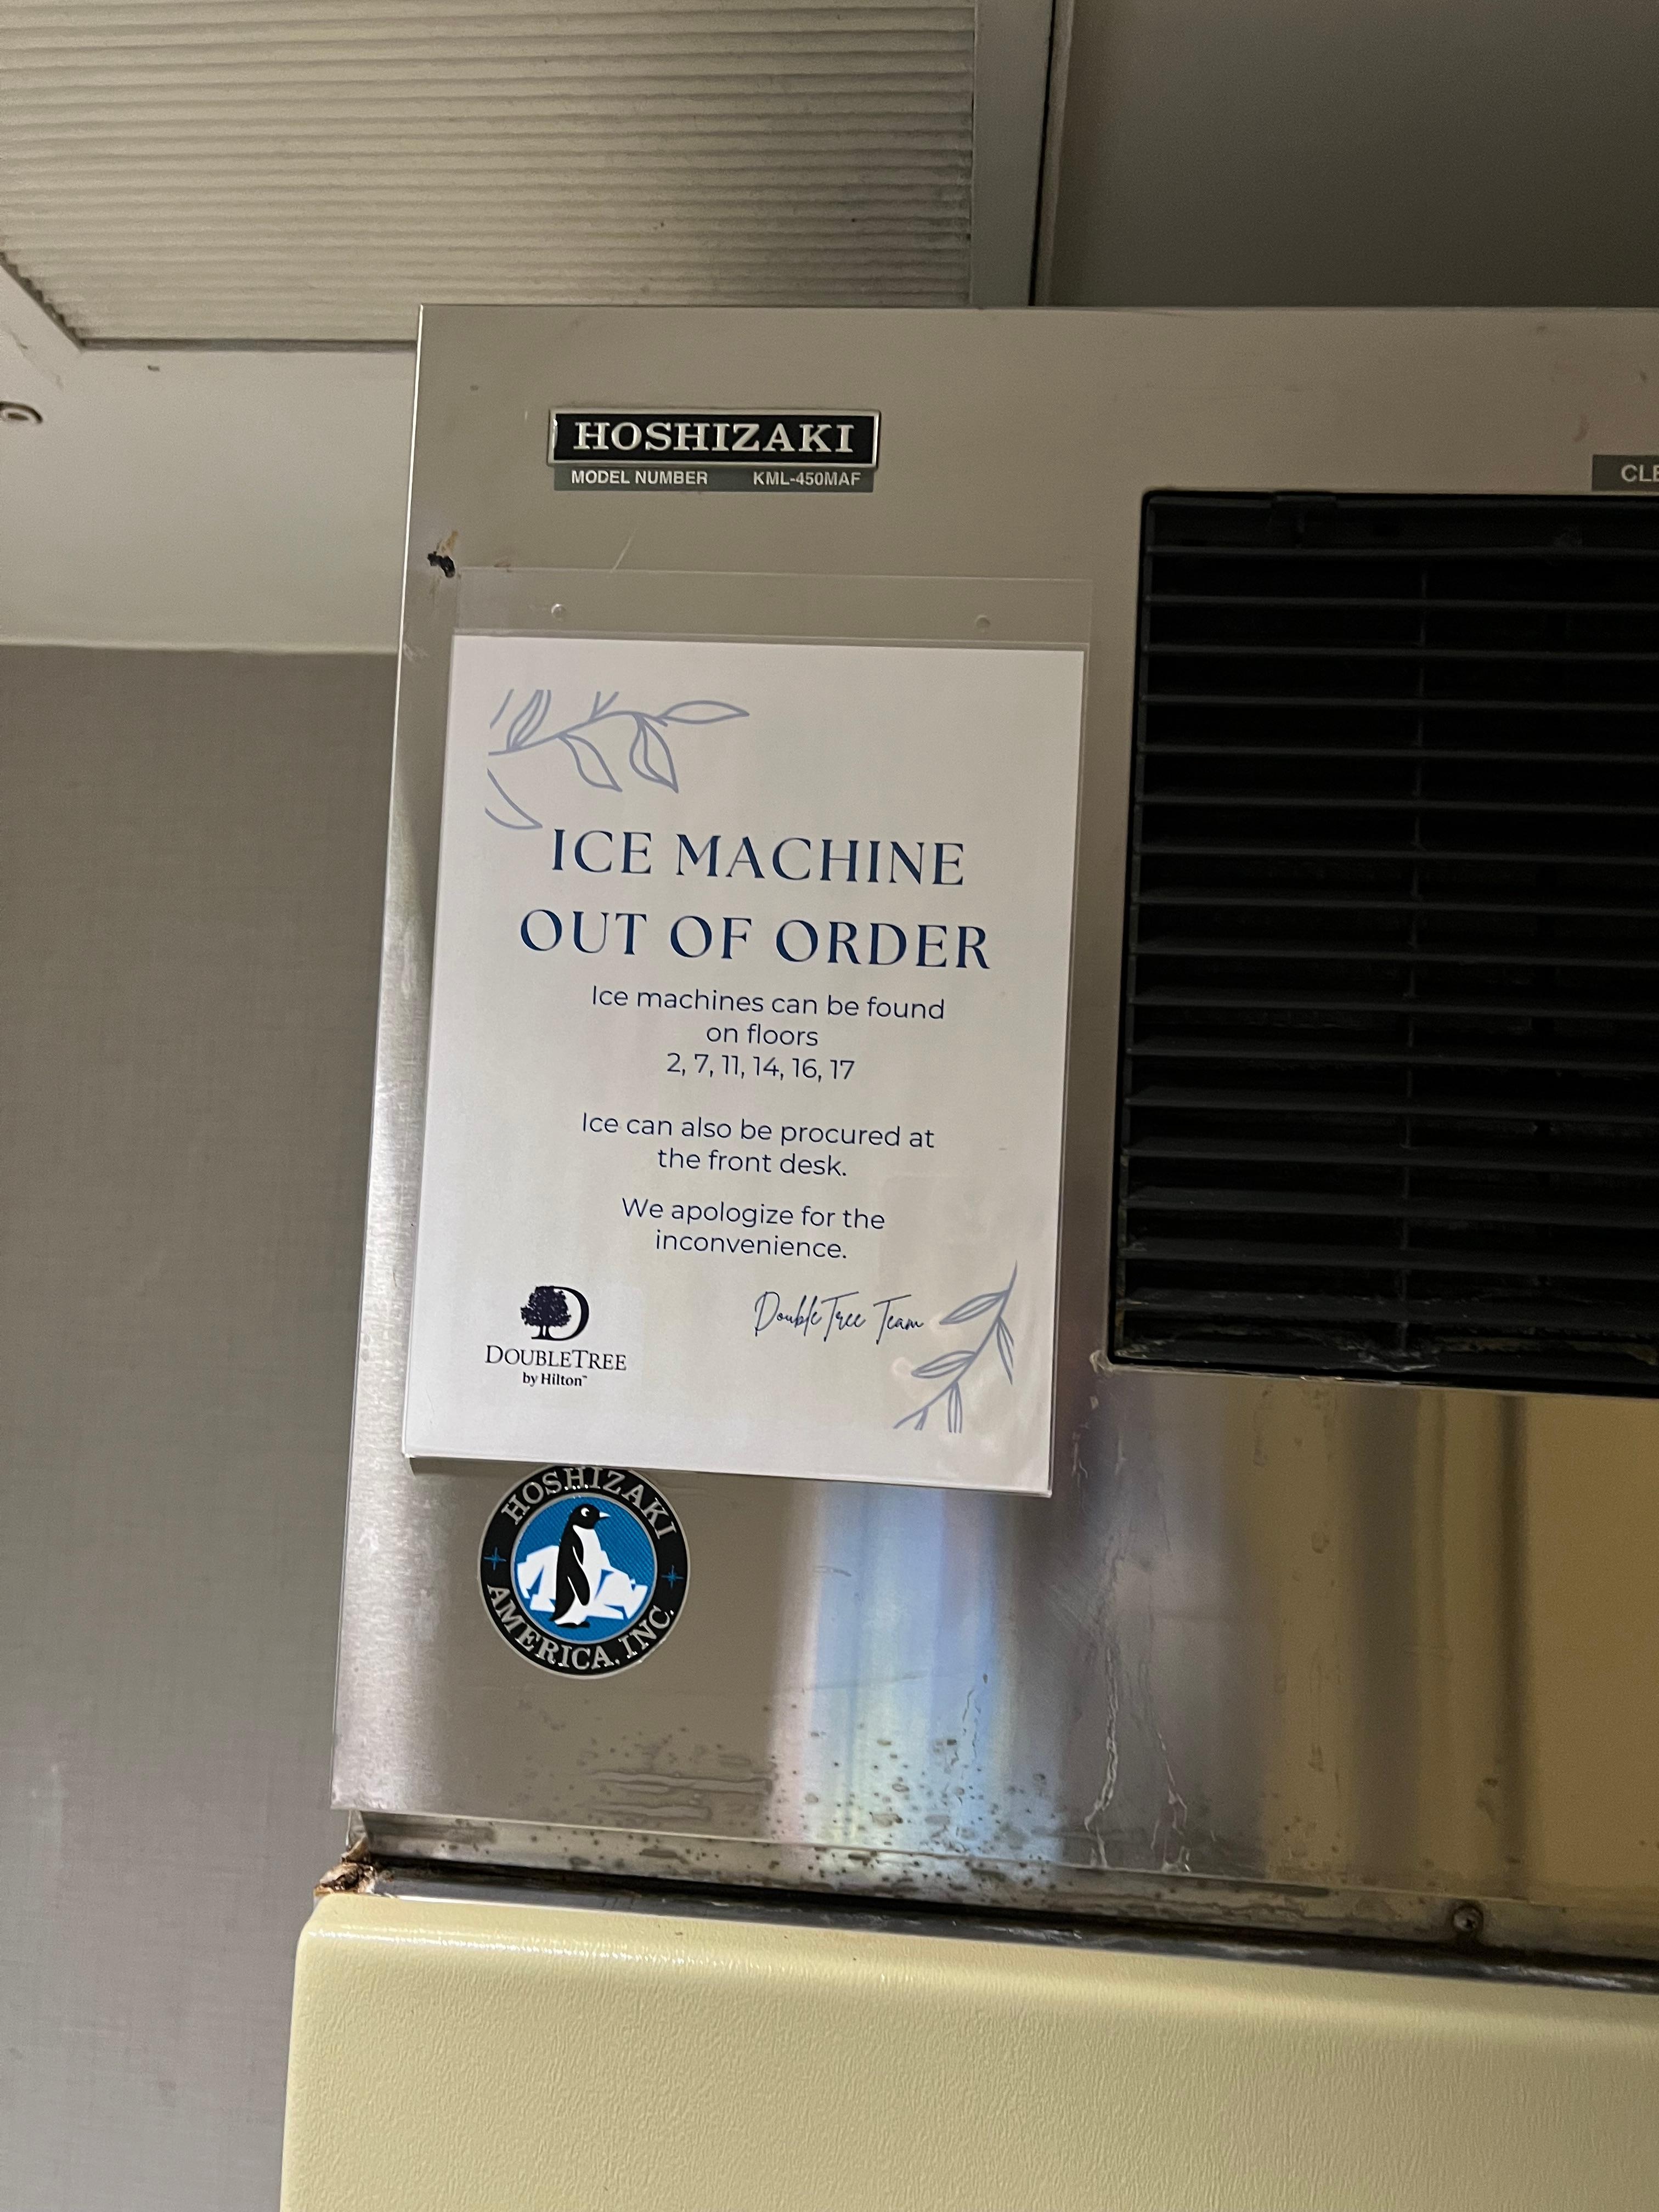 HOSHIZAKI
MODEL NUMBER KML-450MAF
ICE MACHINE
OUT OF ORDER
Ice machines can be found
on floors
2, 7, 11, 14, 16, 17
Ice can also be procured at
the front desk.
We apologize for the
inconvenience.
DoubleTree Team
D
DOUBLETREE
by Hilton™
HOSHIZAKI
AMERICA, INC.